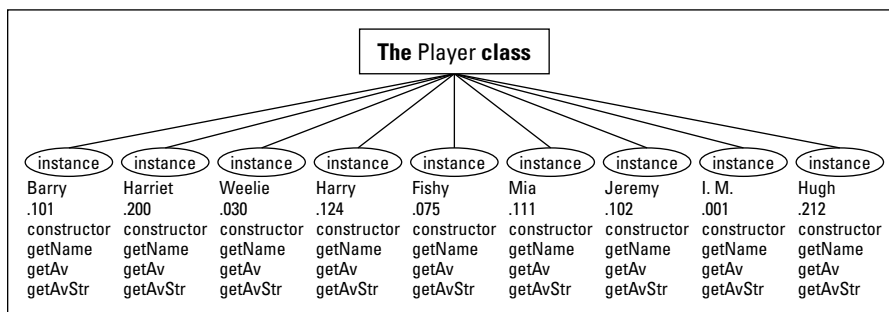 The Player class
instance instance instance instance instance instance instance instance instance
Barry Harriet Weelie Harry Fishy Mia Jeremy I. M. Hugh
.101 .200 .030 .124 .075 .111 .102 .001 .212
constructor constructor constructor constructor constructor constructor constructor constructor constructor
getName getName getName getName getName getName getName getName getName
getAv getAv getAv getAv getAv getAv getAv getAv getAv
getAvStr getAvStr getAvStr getAvStr getAvStr getAvStr getAvStr getAvStr getAvStr